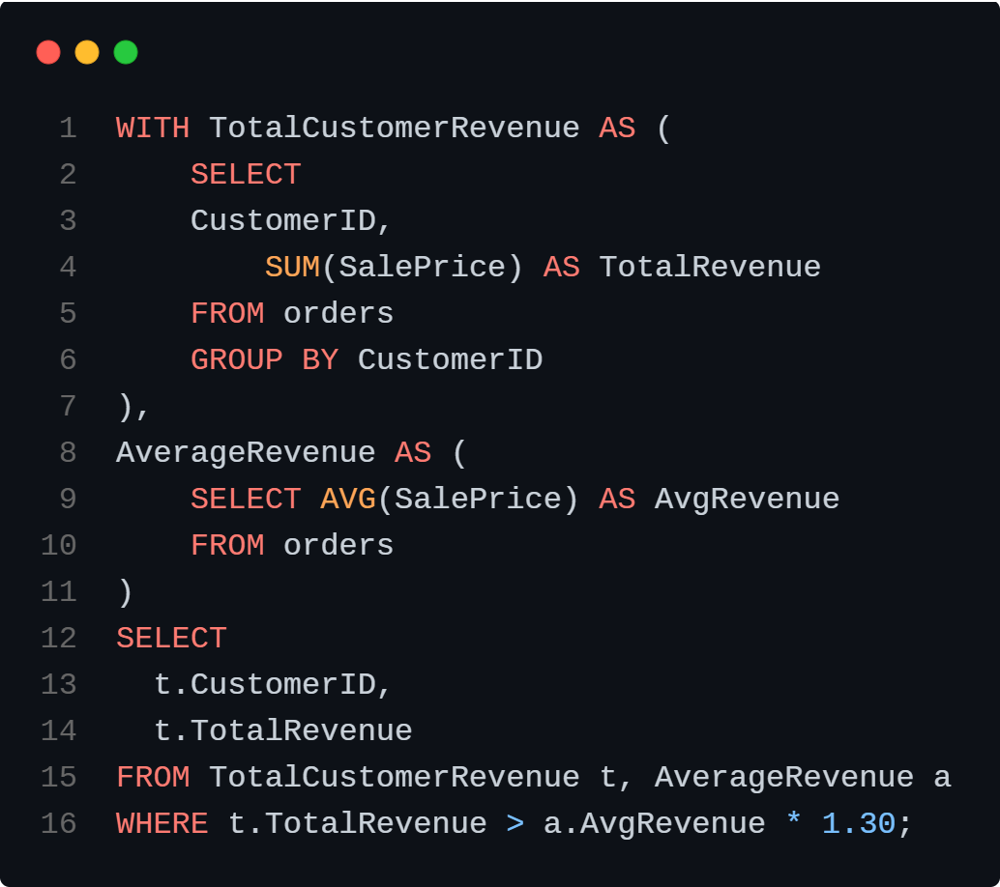 1 WITH TotalCustomerRevenue AS (
2     SELECT
3     CustomerID,
4         SUM(SalePrice) AS TotalRevenue
5     FROM orders
6     GROUP BY CustomerID
7 ),
8 AverageRevenue AS (
9     SELECT AVG(SalePrice) AS AvgRevenue
10     FROM orders
11 )
12 SELECT
13   t.CustomerID,
14   t.TotalRevenue
15 FROM TotalCustomerRevenue t, AverageRevenue a
16 WHERE t.TotalRevenue > a.AvgRevenue * 1.30;